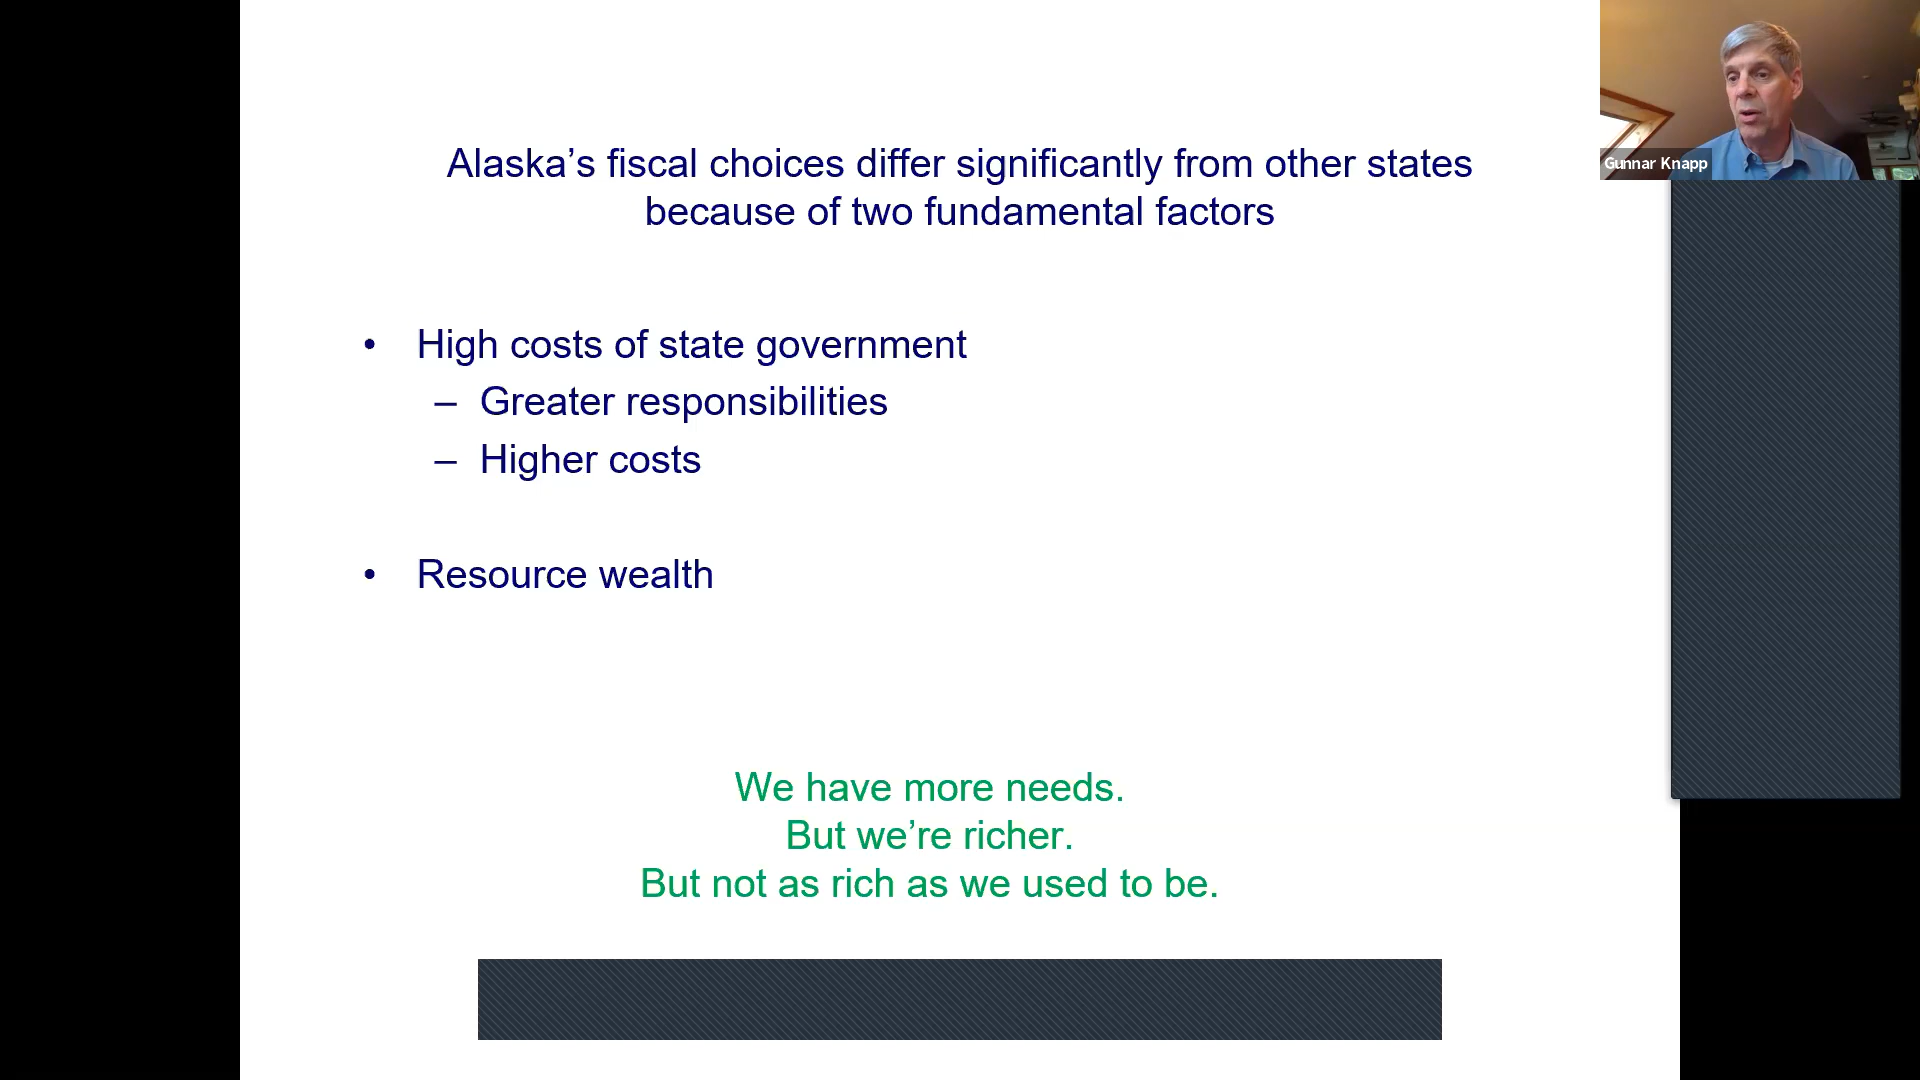 Alaska’s fiscal choices differ significantly from other states
because of two fundamental factors
• High costs of state government
– Greater responsibilities
– Higher costs
• Resource wealth
We have more needs.
But we’re richer.
But not as rich as we used to be.
Gunnar Knapp